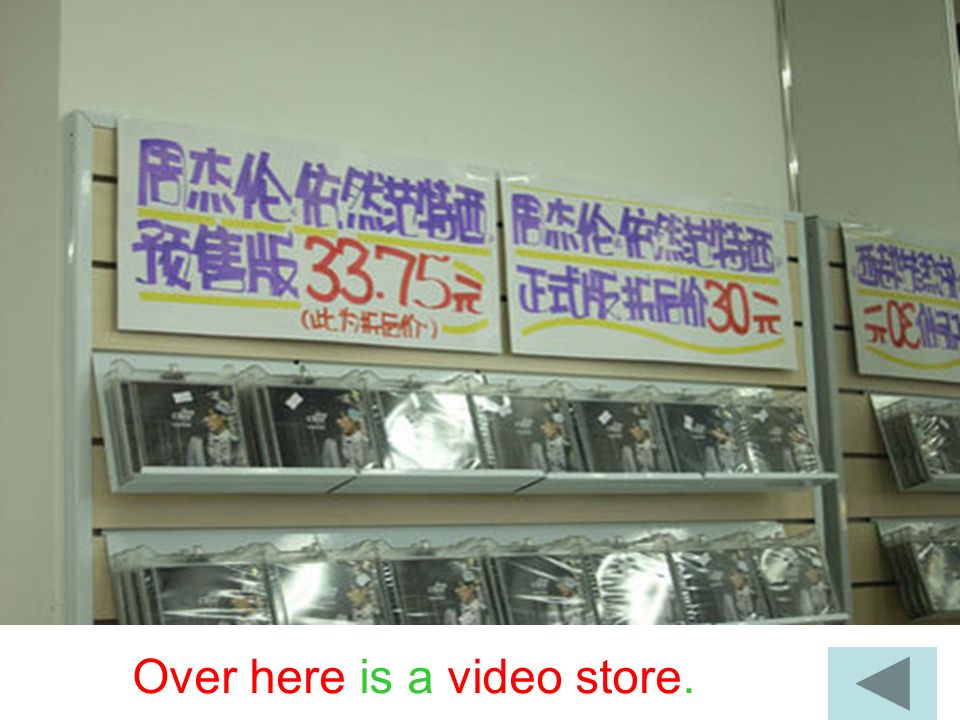 周杰伦·依然范特西
预售版33.75元
(此为折后价)
周杰伦·依然范特西
正式版折后价30元
Over here is a video store.